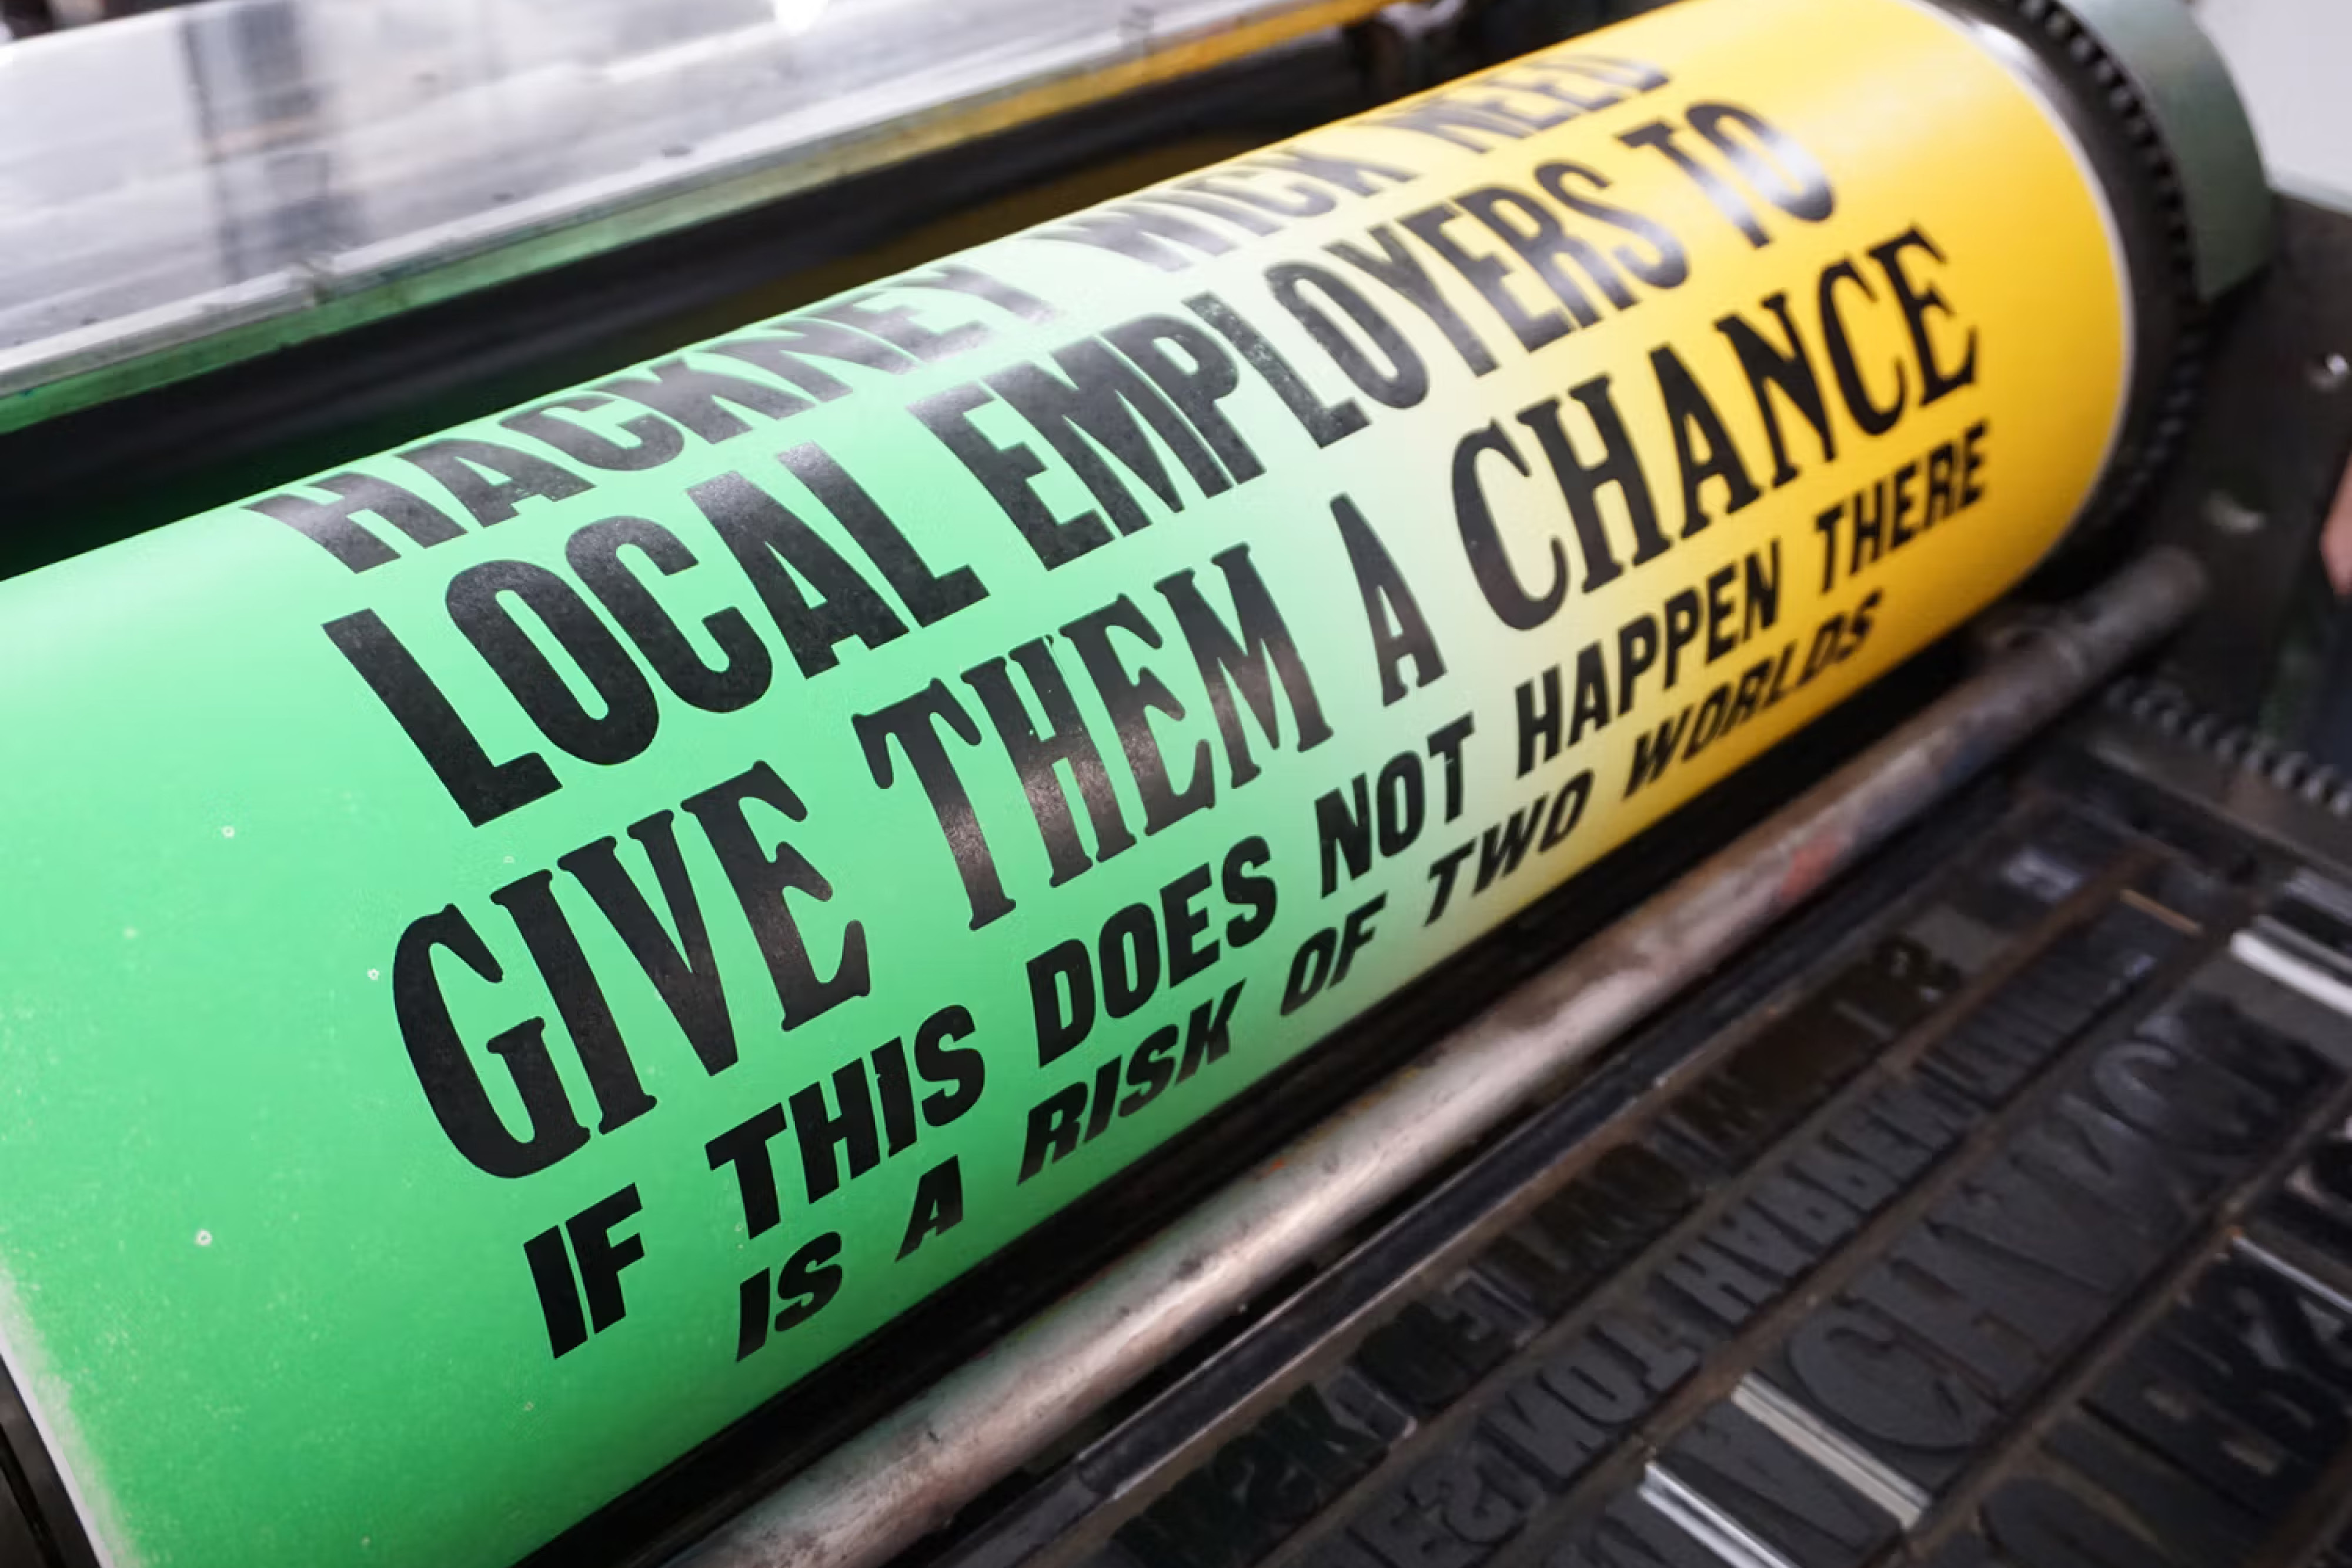 HACKNEY WICK NEED
LOCAL EMPLOYERS TO
GIVE THEM A CHANCE
IF THIS DOES NOT HAPPEN THERE
IS A RISK OF TWO WORLDS